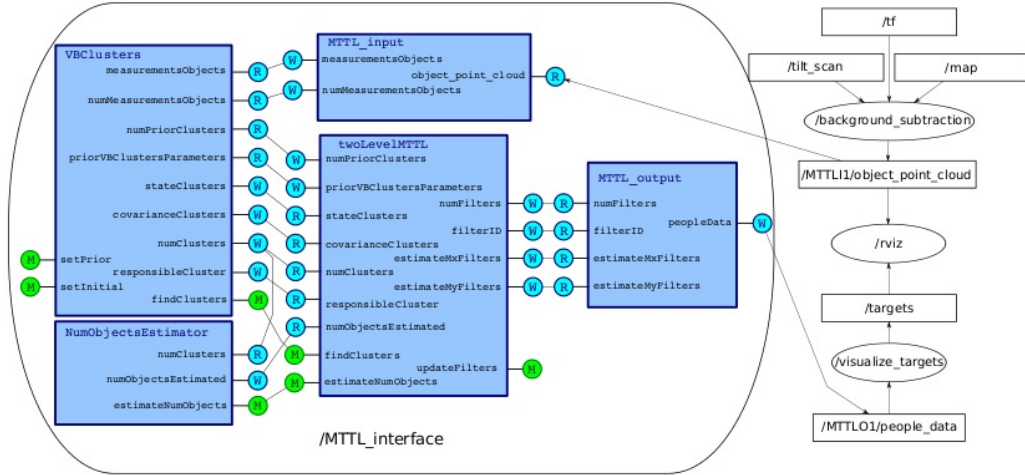 VBClusters
measurementsObjects
R
numMeasurementsObjects
R
numPriorClusters
R
priorVBClustersParameters
R
stateClusters
W
covarianceClusters
W
numClusters
W
M
setPrior
responsibleCluster
W
M
setInitial
findClusters
M
NumObjectsEstimator
numClusters
R
numObjectsEstimated
W
estimateNumObjects
M
MTTL_input
W
measurementsObjects
object_point_cloud
R
W
numMeasurementsObjects
twoLevelMTTL
W
numPriorClusters
W
priorVBClustersParameters
numFilters
W
R
stateClusters
filterID
W
R
covarianceClusters
estimateMxFilters
W
R
numClusters
estimateMyFilters
W
R
responsibleCluster
R
numObjectsEstimated
M
findClusters
updateFilters
M
M
estimateNumObjects
MTTL_output
R
numFilters
peopleData
W
R
filterID
R
estimateMxFilters
R
estimateMyFilters
/MTTL_interface
/tf
/tilt_scan
/map
/background_subtraction
/MTTLI1/object_point_cloud
/rviz
/targets
/visualize_targets
/MTTLO1/people_data